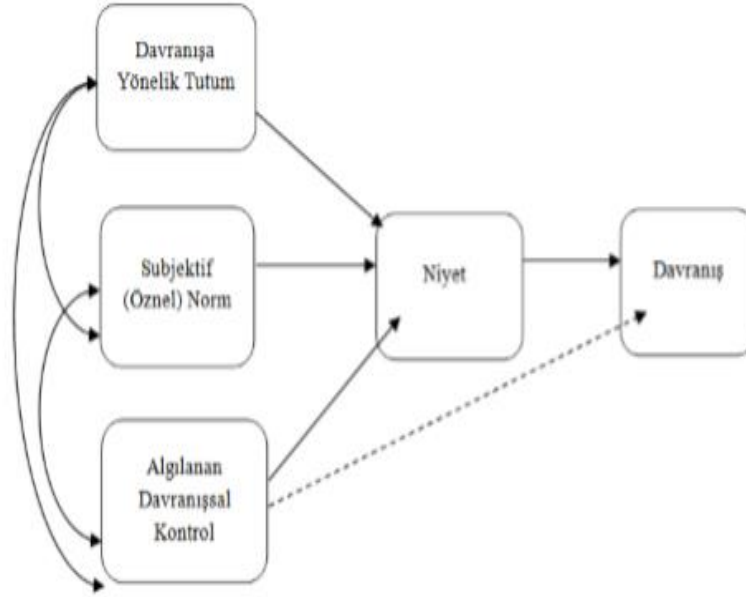 Davranışa
Yönelik Tutum
Subjektif
(Öznel) Norm
Niyet
Davranış
Algılanan
Davranışsal
Kontrol